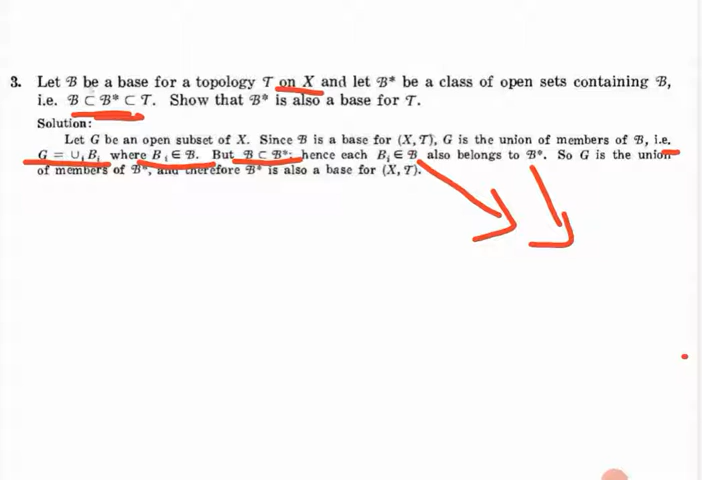 3. Let ℬ be a base for a topology 𝒯 on X and let ℬ* be a class of open sets containing ℬ,
i.e. ℬ ⊂ ℬ* ⊂ 𝒯. Show that ℬ* is also a base for 𝒯.
Solution:
Let G be an open subset of X. Since ℬ is a base for (X, 𝒯), G is the union of members of ℬ, i.e.
G = ∪ᵢ Bᵢ where Bᵢ ∈ ℬ. But ℬ ⊂ ℬ*; hence each Bᵢ ∈ ℬ also belongs to ℬ*. So G is the union
of members of ℬ*, and therefore ℬ* is also a base for (X, 𝒯).